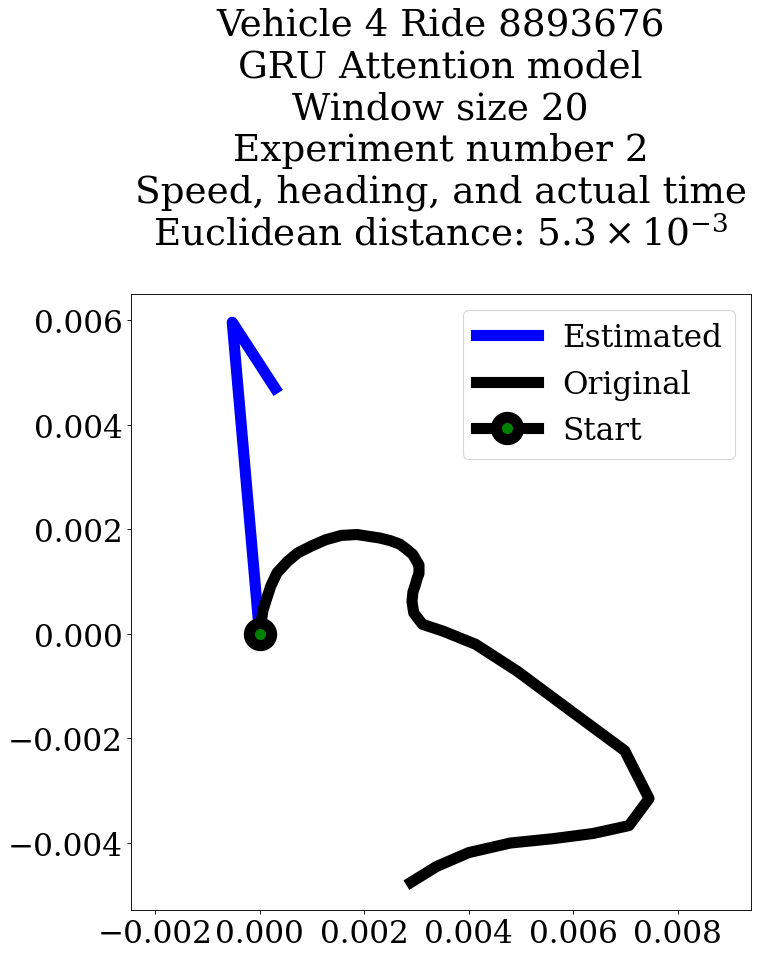 Vehicle 4 Ride 8893676
GRU Attention model
Window size 20
Experiment number 2
Speed, heading, and actual time
Euclidean distance: 5.3 × 10⁻³
Estimated
Original
Start
0.006
0.004
0.002
0.000
−0.002
−0.004
−0.002 0.000 0.002 0.004 0.006 0.008